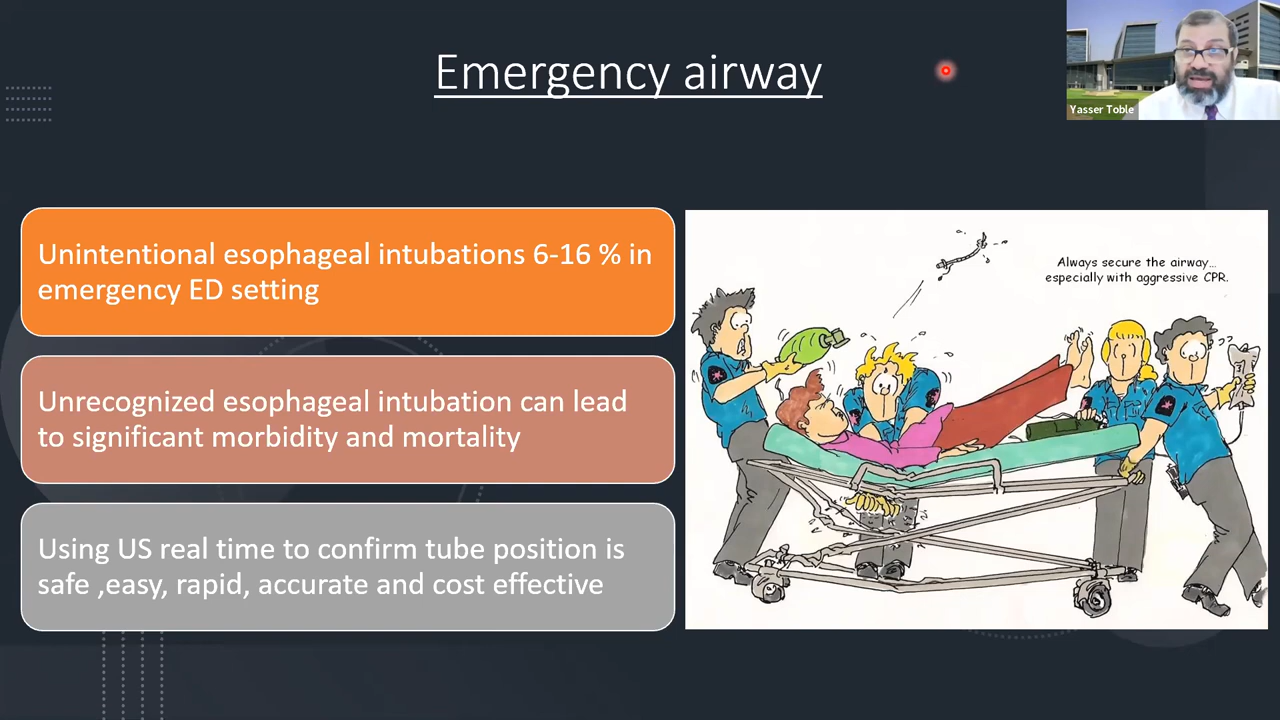 Emergency airway
Yasser Toble
Unintentional esophageal intubations 6-16 % in
emergency ED setting
Unrecognized esophageal intubation can lead
to significant morbidity and mortality
Using US real time to confirm tube position is
safe ,easy, rapid, accurate and cost effective
Always secure the airway...
especially with aggressive CPR.